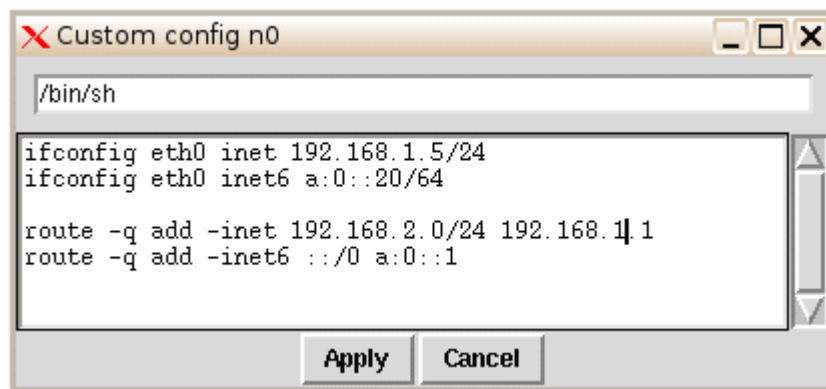 Custom config n0
/bin/sh
ifconfig eth0 inet 192.168.1.5/24
ifconfig eth0 inet6 a:0::20/64
route -q add -inet 192.168.2.0/24 192.168.1.1
route -q add -inet6 ::/0 a:0::1
Apply Cancel